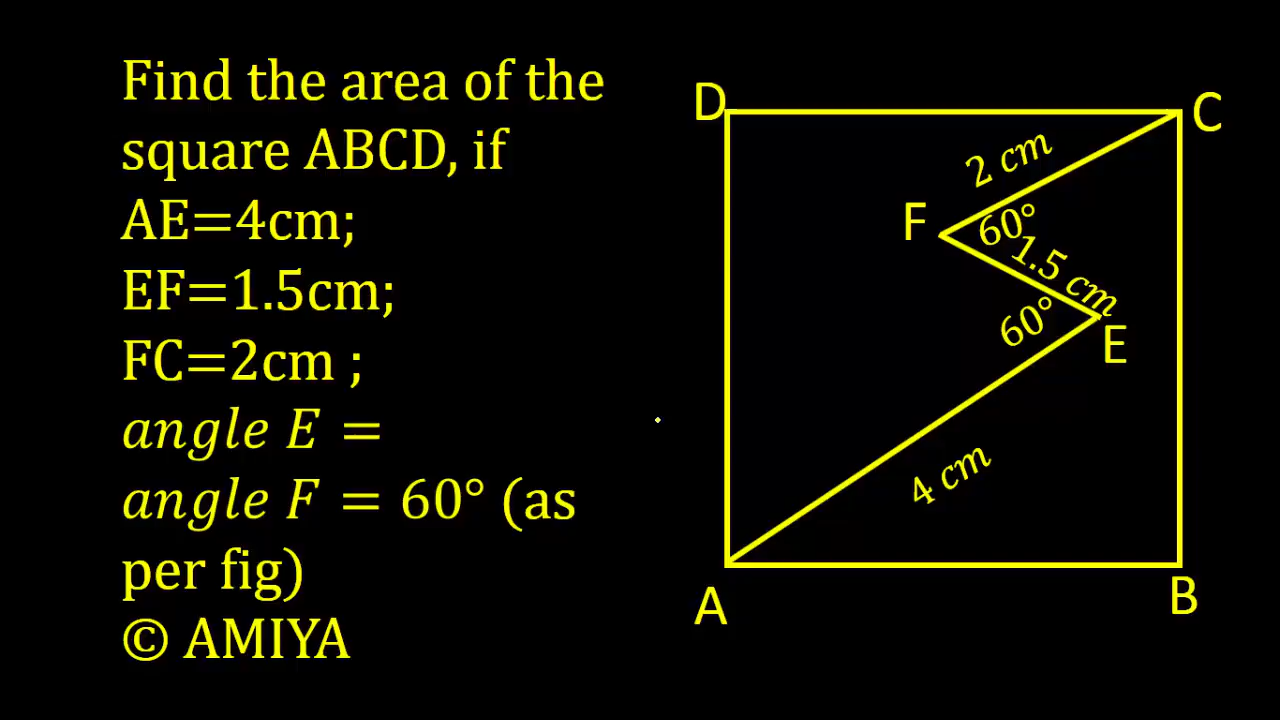 Find the area of the
square ABCD, if
AE=4cm;
EF=1.5cm;
FC=2cm ;
angle E =
angle F = 60° (as
per fig)
© AMIYA
D
C
2 cm
F
60°
1.5 cm
60°
E
4 cm
A
B